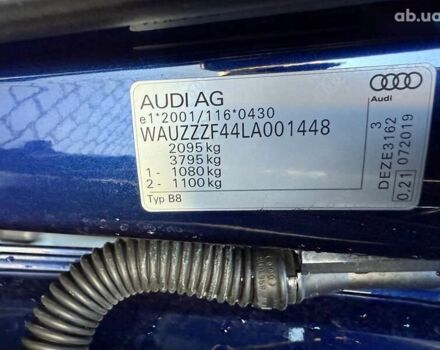 ab.ua
AUDI AG
e1*2001/116*0430
WAUZZZF44LA001448
2095 kg
3795 kg
1- 1080 kg
2- 1100 kg
Typ B8
Audi
3
DEZE3162
0.21 072019